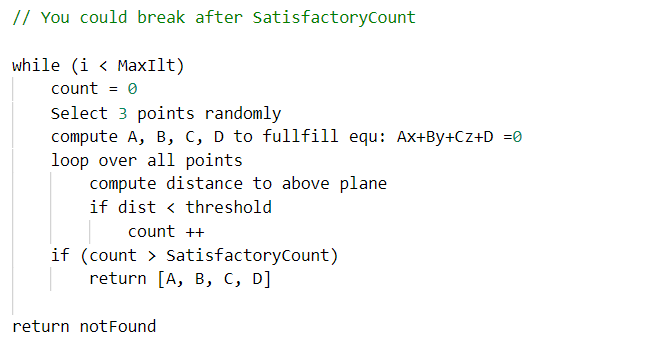 // You could break after SatisfactoryCount
while (i < MaxIlt)
count = 0
Select 3 points randomly
compute A, B, C, D to fullfill equ: Ax+By+Cz+D =0
loop over all points
compute distance to above plane
if dist < threshold
count ++
if (count > SatisfactoryCount)
return [A, B, C, D]
return notFound